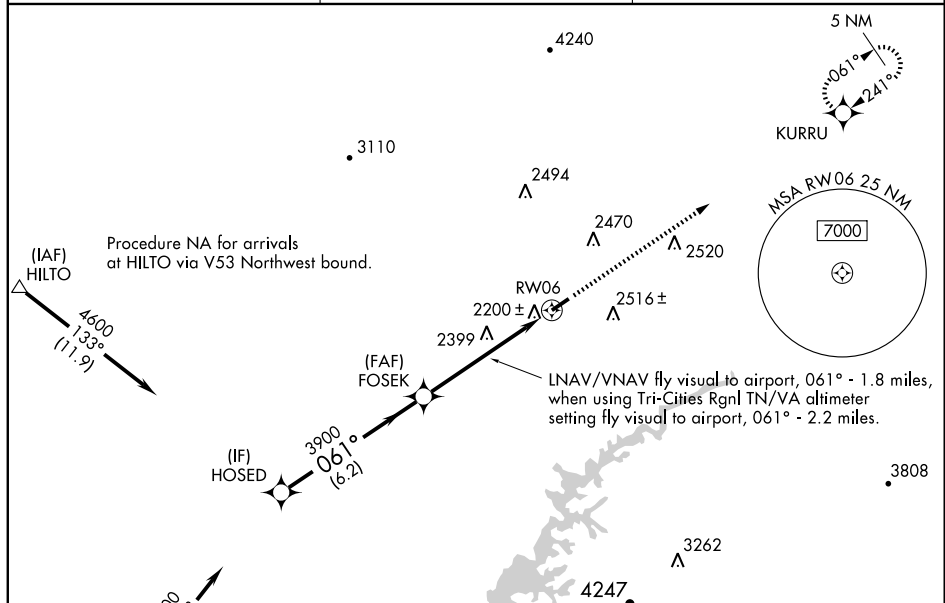 4240
5 NM
061°
241°
KURRU
3110
2494
MSA RW06 25 NM
7000
Procedure NA for arrivals
at HILTO via V53 Northwest bound.
(IAF)
HILTO
2470
2520
RW06
2200 ±
2516 ±
2399
4600
133°
(11.9)
(FAF)
FOSEK
LNAV/VNAV fly visual to airport, 061° - 1.8 miles,
when using Tri-Cities Rgnl TN/VA altimeter
setting fly visual to airport, 061° - 2.2 miles.
3900
061°
(6.2)
(IF)
HOSED
3808
3262
4247